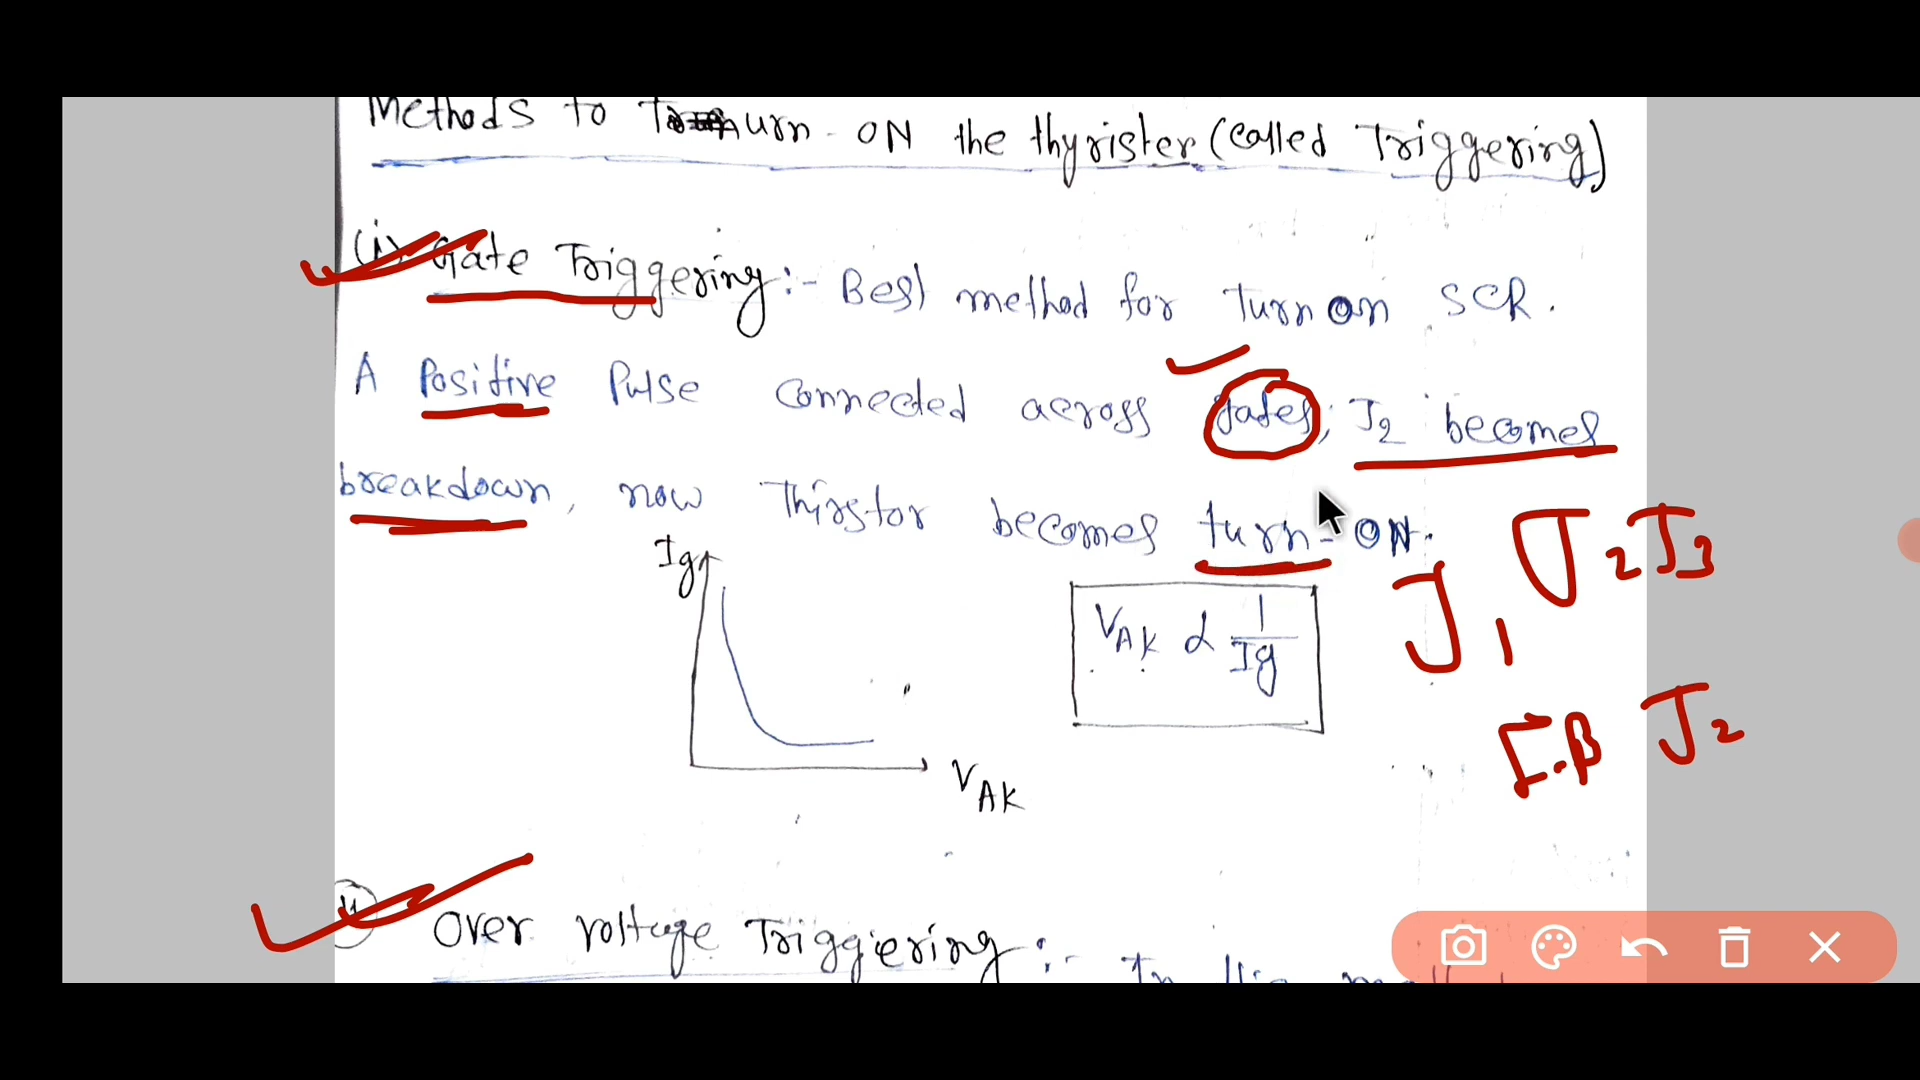 Methods to Turn-ON the thyrister (called Triggering)
(i) Gate Triggering:- Best method for Turn on SCR.
A Positive Pulse connected across gates, J2 becomes
breakdown, now Thirstor becomes turn-ON.
Ig
VAK ∝ 1/Ig
J1 J2 J3
VAK
J2
Over voltage Triggering:- In